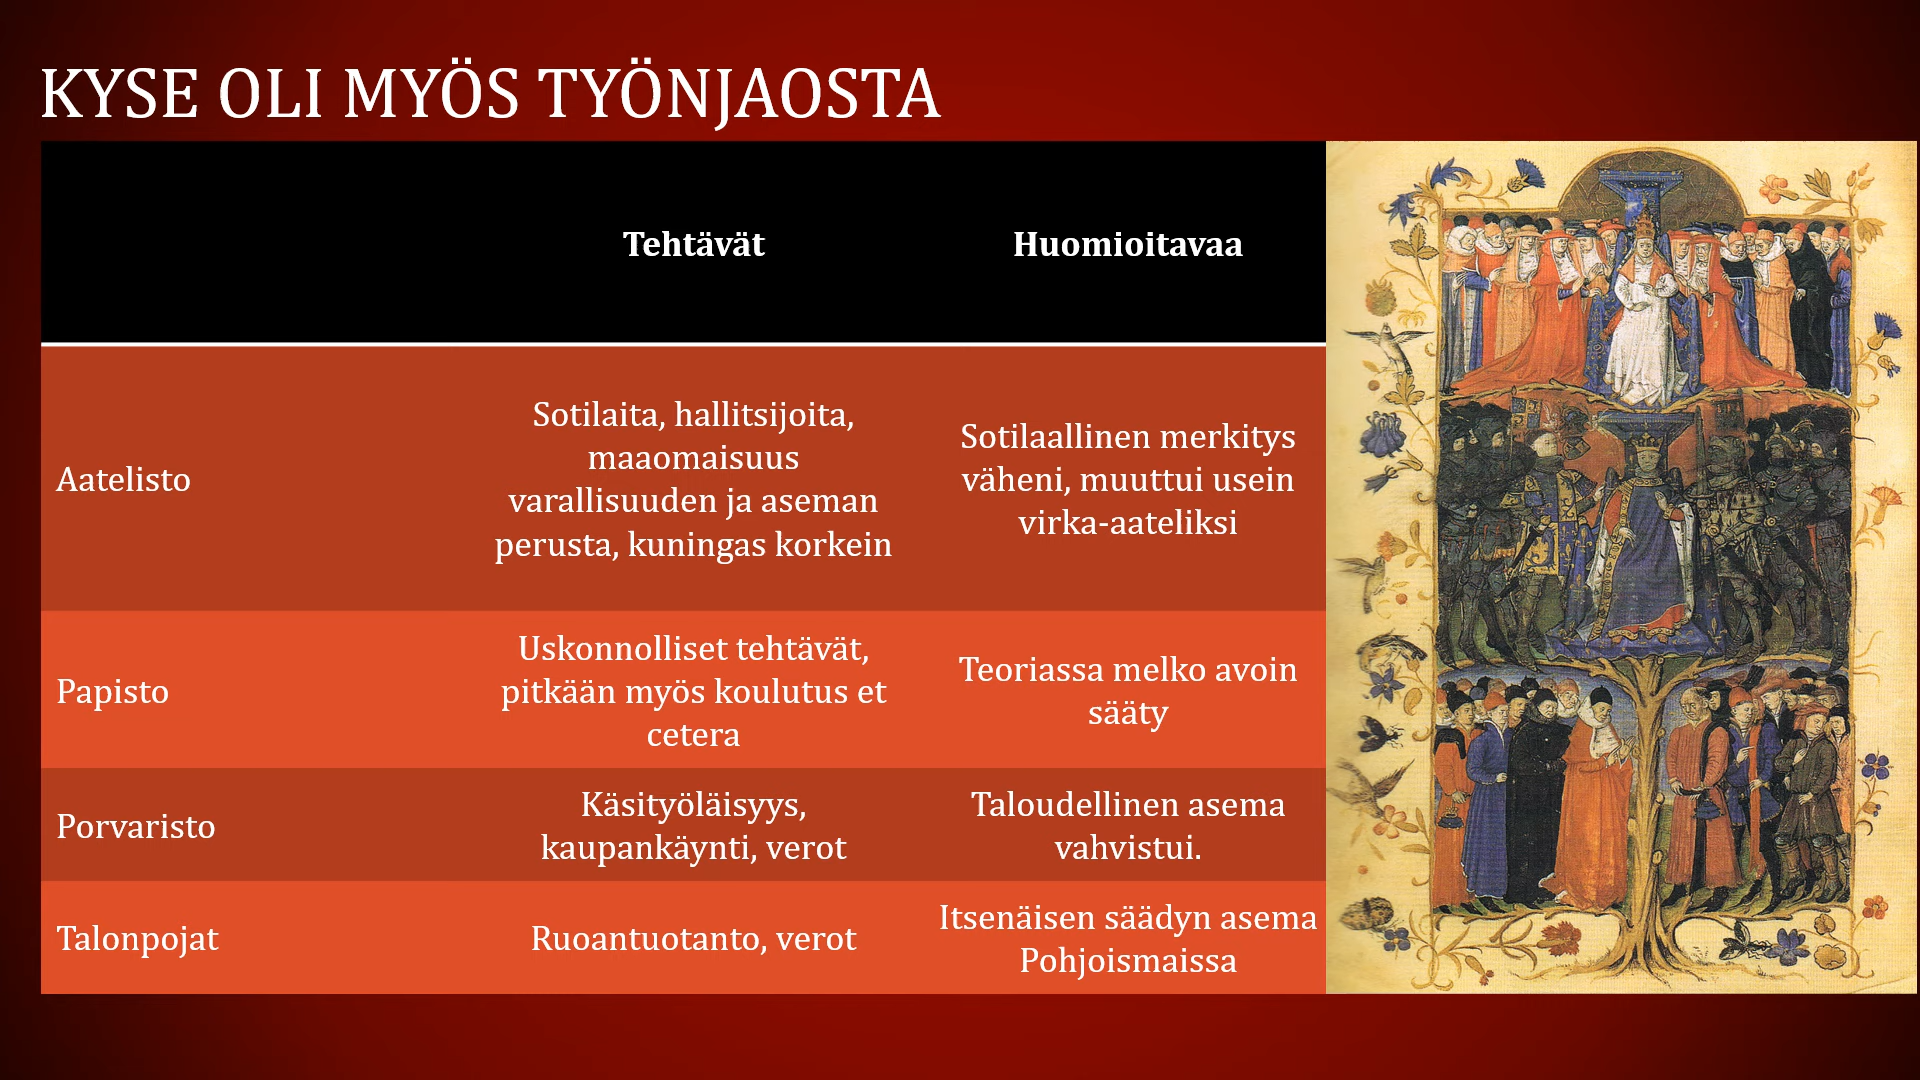 KYSE OLI MYÖS TYÖNJAOSTA
Tehtävät
Huomioitavaa
Aatelisto
Sotilaita, hallitsijoita,
maaomaisuus
varallisuuden ja aseman
perusta, kuningas korkein
Sotilaallinen merkitys
väheni, muuttui usein
virka-aateliksi
Papisto
Uskonnolliset tehtävät,
pitkään myös koulutus et
cetera
Teoriassa melko avoin
sääty
Porvaristo
Käsityöläisyys,
kaupankäynti, verot
Taloudellinen asema
vahvistui.
Talonpojat
Ruoantuotanto, verot
Itsenäisen säädyn asema
Pohjoismaissa